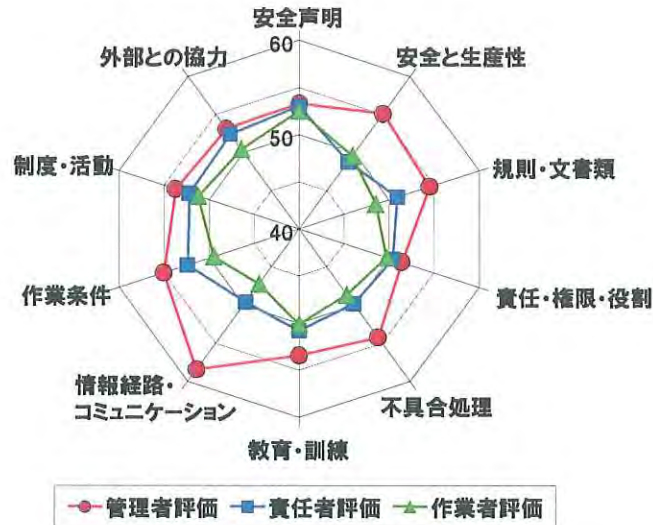 安全声明
60
外部との協力
安全と生産性
50
制度・活動
規則・文書類
40
作業条件
責任・権限・役割
情報経路・
コミュニケーション
不具合処理
教育・訓練
管理者評価 責任者評価 作業者評価